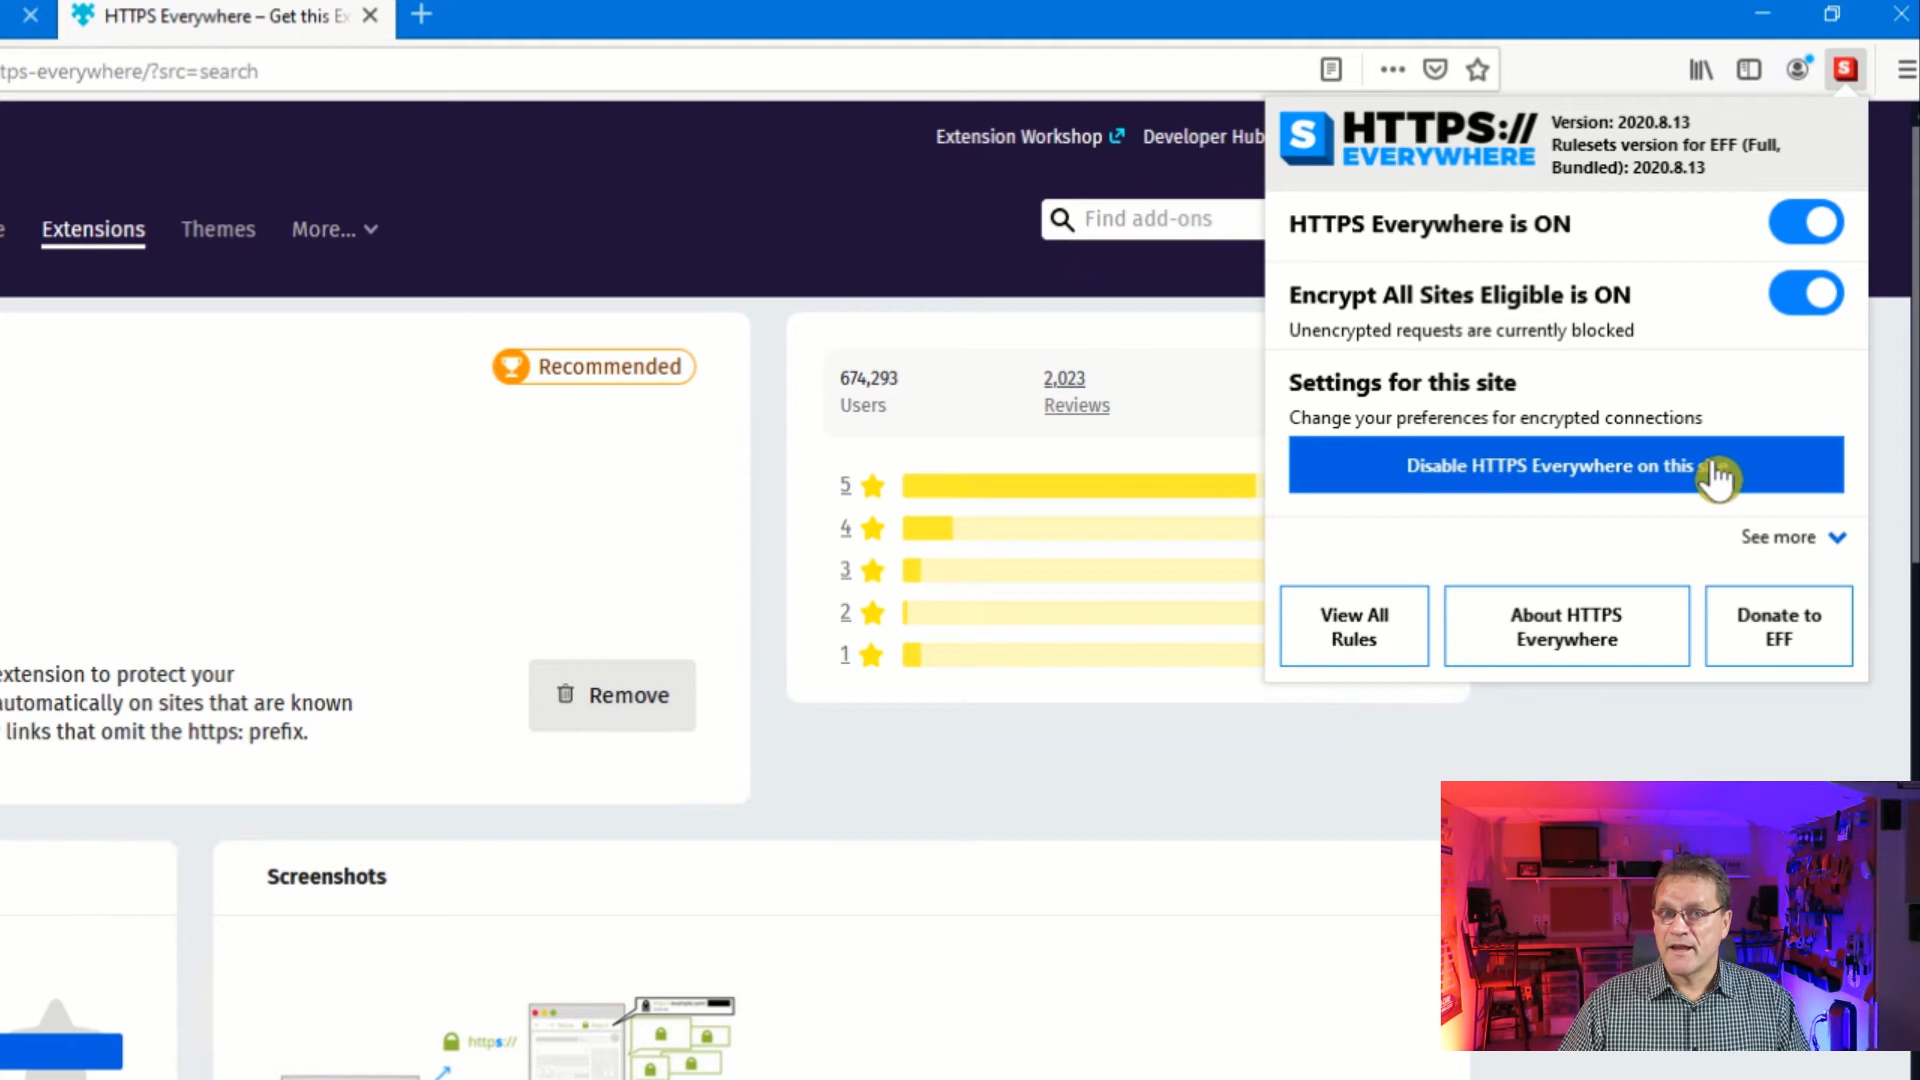 HTTPS Everywhere – Get this Ex
tps-everywhere/?src=search
Extension Workshop
Developer Hub
Extensions
Themes
More...
Find add-ons
Recommended
674,293
Users
2,023
Reviews
5
4
3
2
1
extension to protect your
automatically on sites that are known
links that omit the https: prefix.
Remove
Screenshots
https://
S
S
HTTPS://
EVERYWHERE
Version: 2020.8.13
Rulesets version for EFF (Full,
Bundled): 2020.8.13
HTTPS Everywhere is ON
Encrypt All Sites Eligible is ON
Unencrypted requests are currently blocked
Settings for this site
Change your preferences for encrypted connections
Disable HTTPS Everywhere on this
See more
View All
Rules
About HTTPS
Everywhere
Donate to
EFF